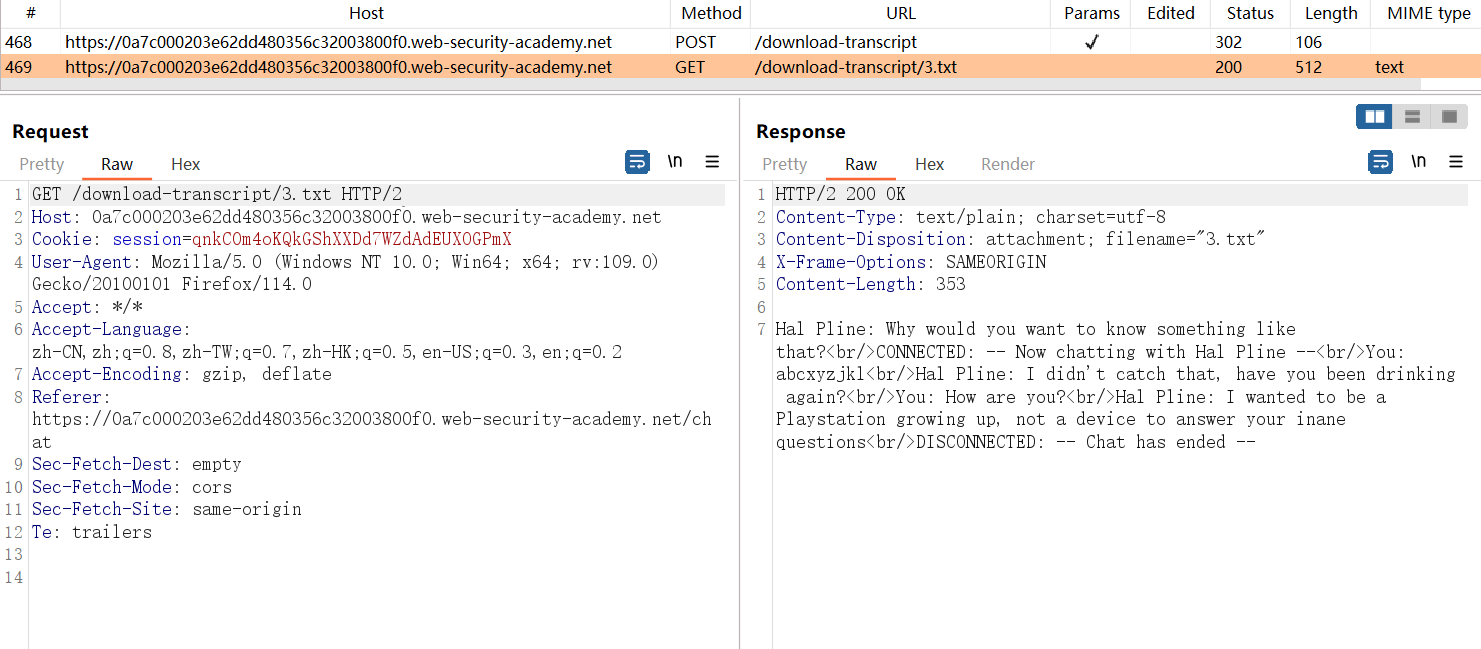 # Host Method URL Params Edited Status Length MIME type
468 https://0a7c000203e62dd480356c32003800f0.web-security-academy.net POST /download-transcript ✓ 302 106
469 https://0a7c000203e62dd480356c32003800f0.web-security-academy.net GET /download-transcript/3.txt 200 512 text
Request
Pretty Raw Hex \n
1 GET /download-transcript/3.txt HTTP/2
2 Host: 0a7c000203e62dd480356c32003800f0.web-security-academy.net
3 Cookie: session=qnkCOm4oKQkGShXXDd7WZdAdEUXOGPmX
4 User-Agent: Mozilla/5.0 (Windows NT 10.0; Win64; x64; rv:109.0)
Gecko/20100101 Firefox/114.0
5 Accept: */*
6 Accept-Language:
zh-CN,zh;q=0.8,zh-TW;q=0.7,zh-HK;q=0.5,en-US;q=0.3,en;q=0.2
7 Accept-Encoding: gzip, deflate
8 Referer:
https://0a7c000203e62dd480356c32003800f0.web-security-academy.net/ch
at
9 Sec-Fetch-Dest: empty
10 Sec-Fetch-Mode: cors
11 Sec-Fetch-Site: same-origin
12 Te: trailers
13
14
Response
Pretty Raw Hex Render \n
1 HTTP/2 200 OK
2 Content-Type: text/plain; charset=utf-8
3 Content-Disposition: attachment; filename="3.txt"
4 X-Frame-Options: SAMEORIGIN
5 Content-Length: 353
6
7 Hal Pline: Why would you want to know something like
that?<br/>CONNECTED: -- Now chatting with Hal Pline --<br/>You:
abcxyzjkl<br/>Hal Pline: I didn't catch that, have you been drinking
again?<br/>You: How are you?<br/>Hal Pline: I wanted to be a
Playstation growing up, not a device to answer your inane
questions<br/>DISCONNECTED: -- Chat has ended --